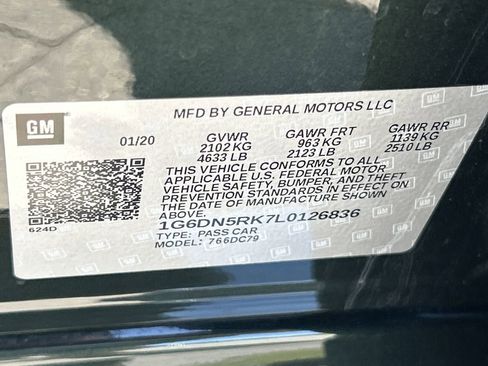 MFD BY GENERAL MOTORS LLC
GM
01/20 GVWR GAWR FRT GAWR RR
2102 KG 963 KG 1139 KG
4633 LB 2123 LB 2510 LB
THIS VEHICLE CONFORMS TO ALL
APPLICABLE U.S. FEDERAL MOTOR
VEHICLE SAFETY, BUMPER, AND THEFT
PREVENTION STANDARDS IN EFFECT
ON THE DATE OF MANUFACTURE SHOWN
ABOVE.
1G6DN5RK7L0126836
TYPE: PASS CAR
MODEL: 766DC79
624D